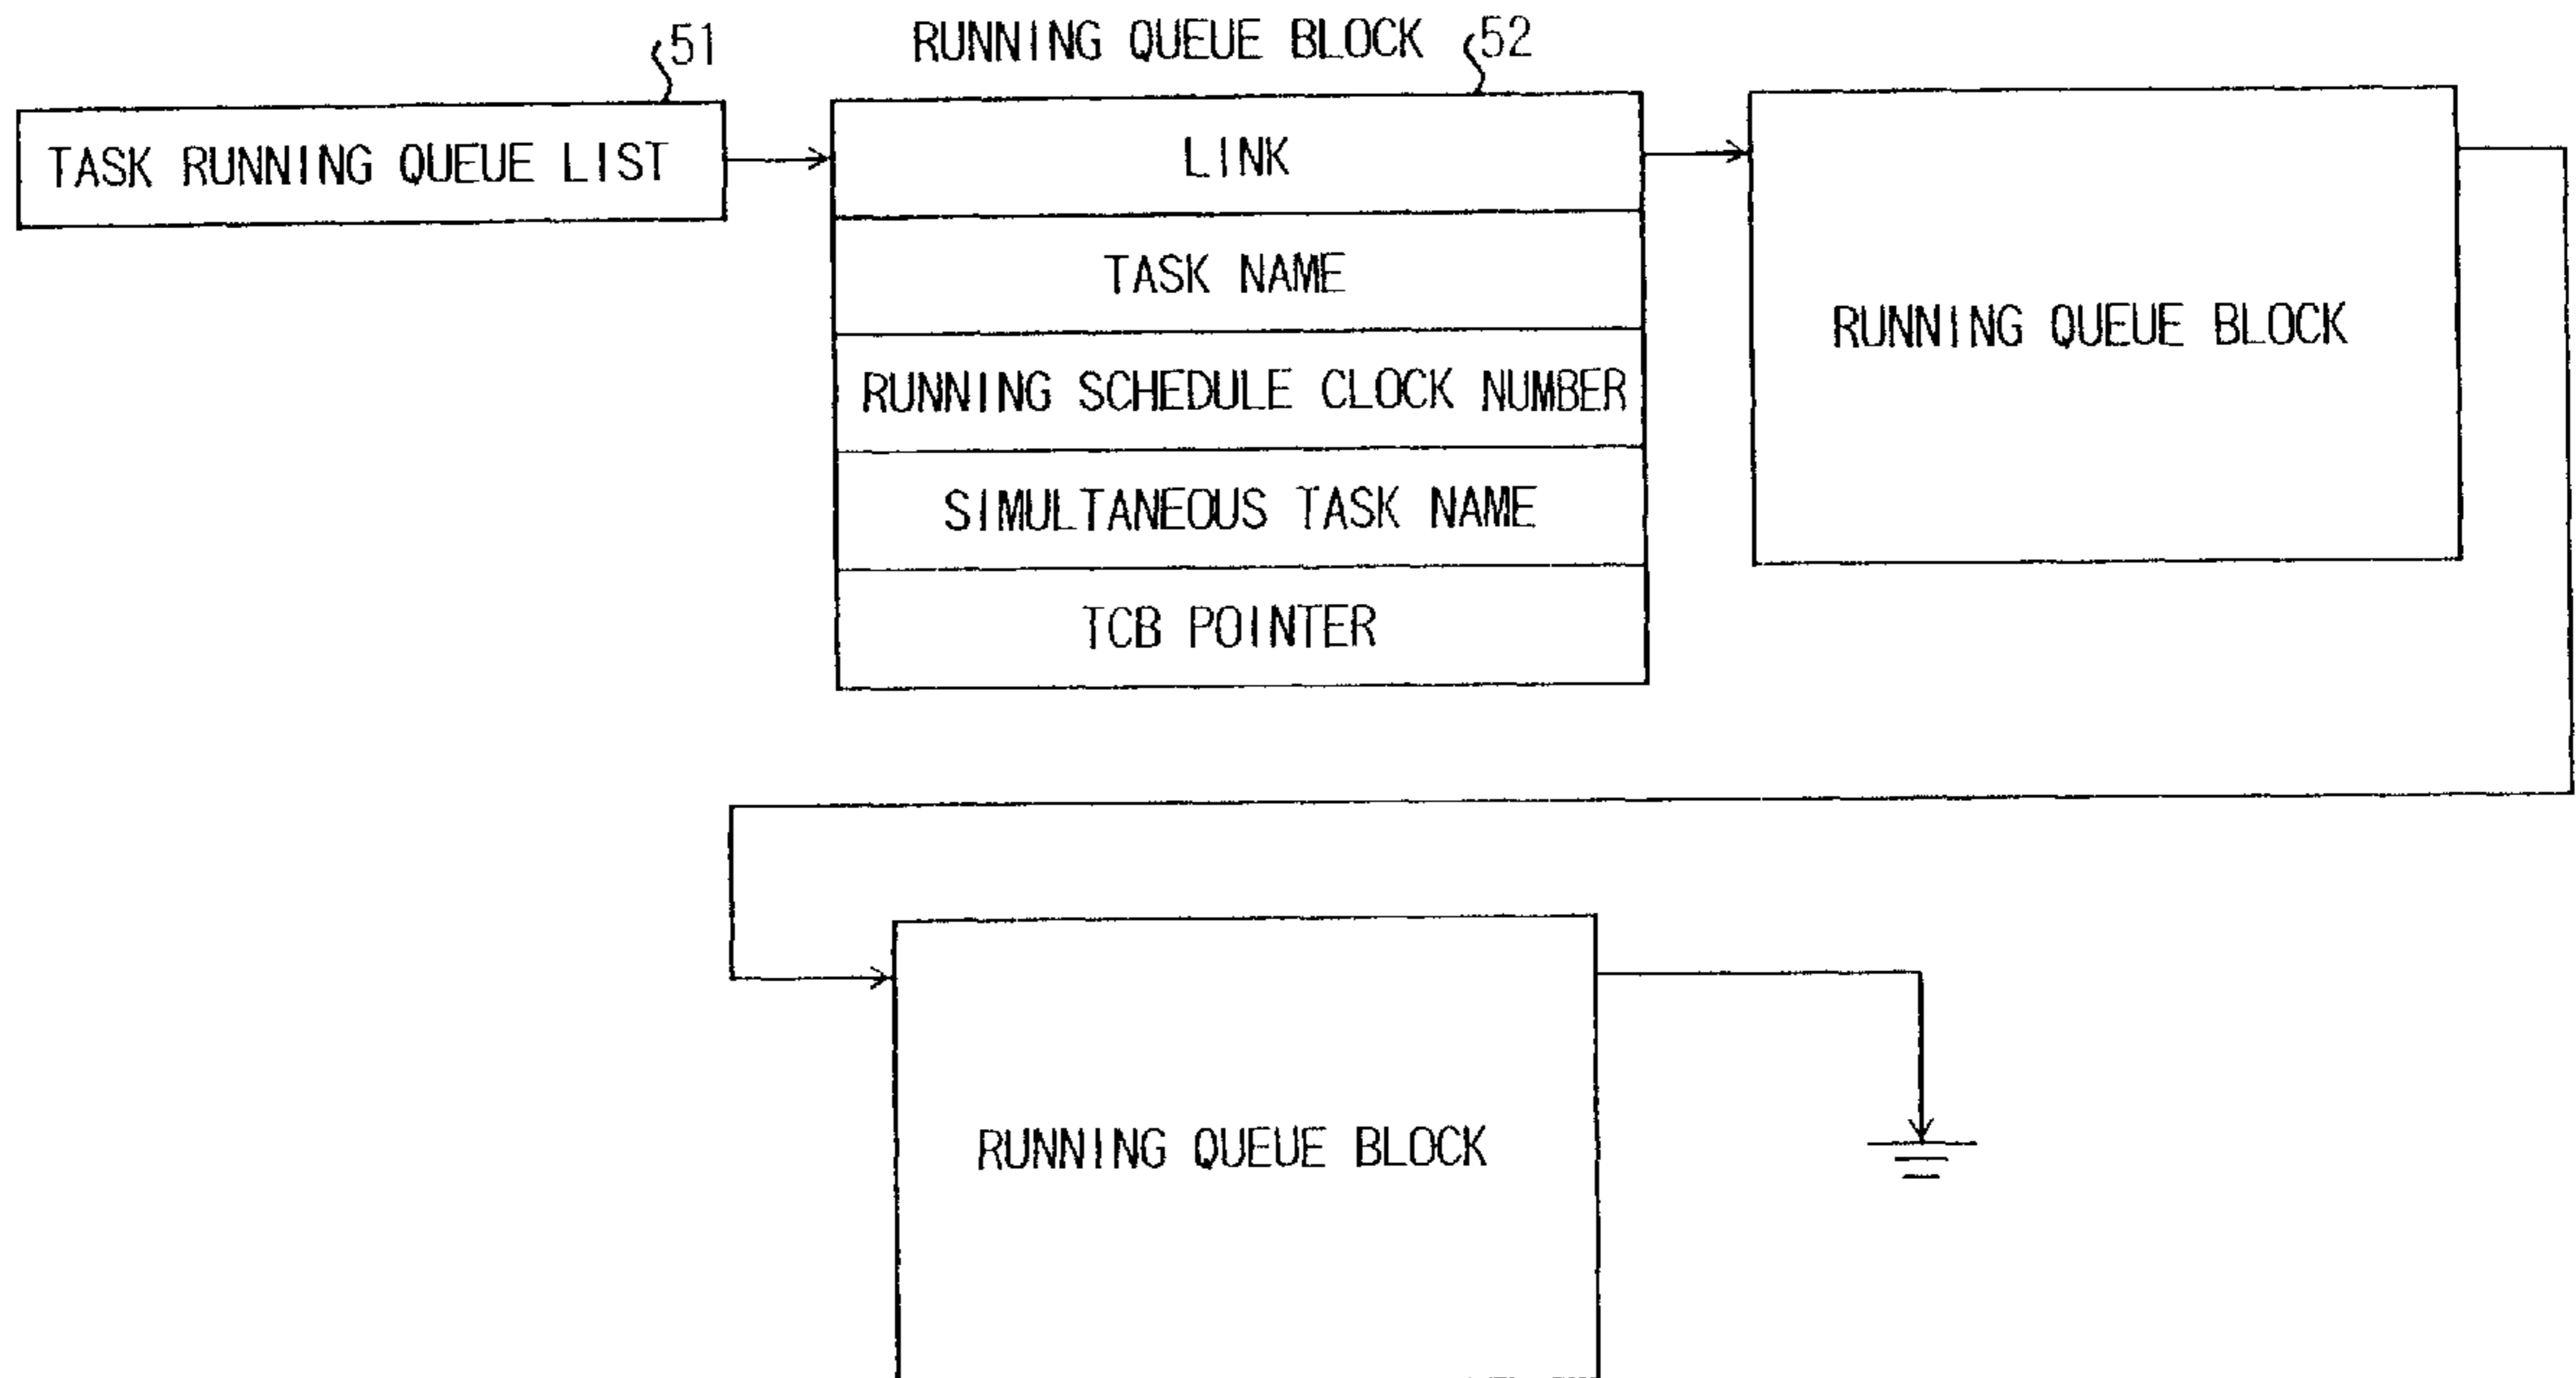 51
RUNNING QUEUE BLOCK 52
TASK RUNNING QUEUE LIST
LINK
TASK NAME
RUNNING SCHEDULE CLOCK NUMBER
SIMULTANEOUS TASK NAME
TCB POINTER
RUNNING QUEUE BLOCK
RUNNING QUEUE BLOCK